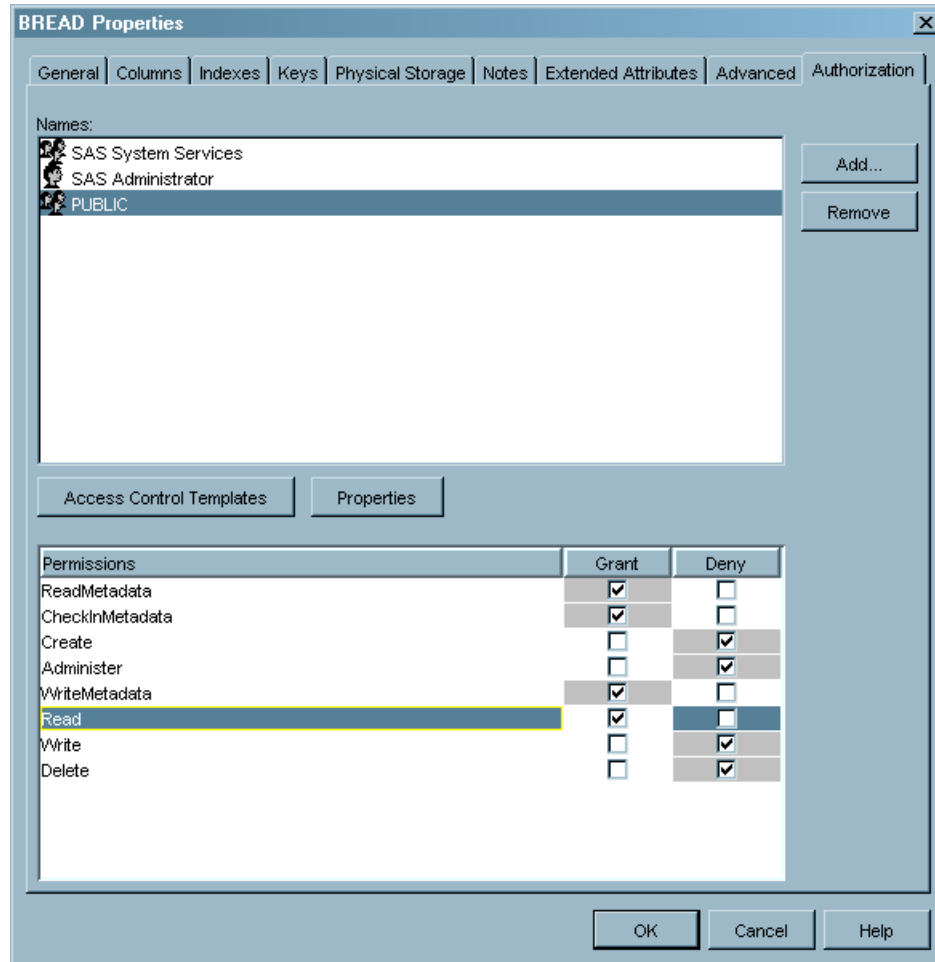 BREAD Properties
General Columns Indexes Keys Physical Storage Notes Extended Attributes Advanced Authorization
Names:
SAS System Services
SAS Administrator
PUBLIC
Add...
Remove
Access Control Templates Properties
Permissions Grant Deny
ReadMetadata
CheckInMetadata
Create
Administer
WriteMetadata
Read
Write
Delete
OK Cancel Help